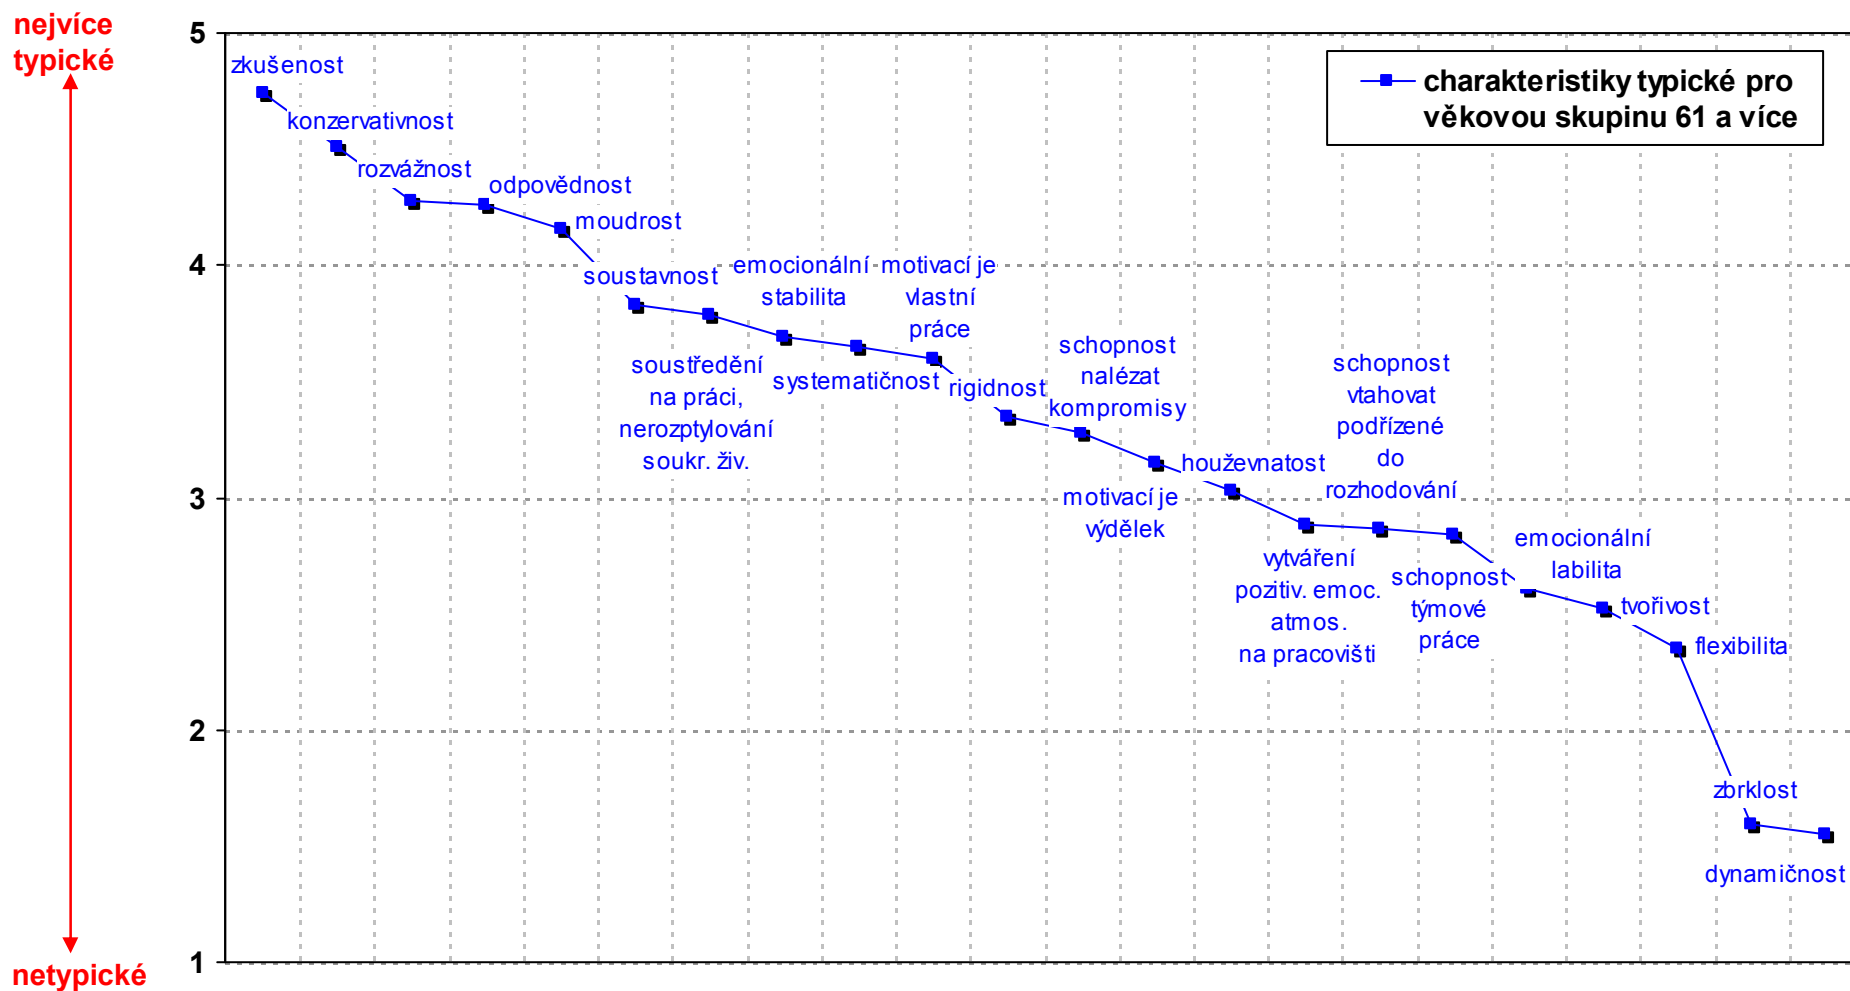 nejvíce
typické
5
4
3
2
1
netypické
charakteristiky typické pro
věkovou skupinu 61 a více
zkušenost
konzervativnost
rozvážnost
odpovědnost
moudrost
soustavnost
soustředění
na práci,
nerozptylování
soukr. živ.
emocionální
stabilita
systematičnost
motivací je
vlastní
práce
rigidnost
schopnost
nalézat
kompromisy
motivací je
výdělek
houževnatost
vytváření
pozitiv. emoc.
atmos.
na pracovišti
schopnost
vtahovat
podřízené
do
rozhodování
schopnost
týmové
práce
emocionální
labilita
tvořivost
flexibilita
zbrklost
dynamičnost